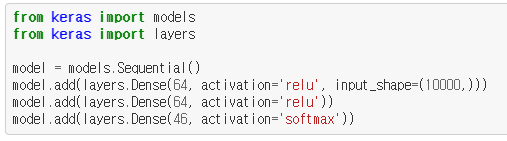 from keras import models
from keras import layers

model = models.Sequential()
model.add(layers.Dense(64, activation='relu', input_shape=(10000,)))
model.add(layers.Dense(64, activation='relu'))
model.add(layers.Dense(46, activation='softmax'))